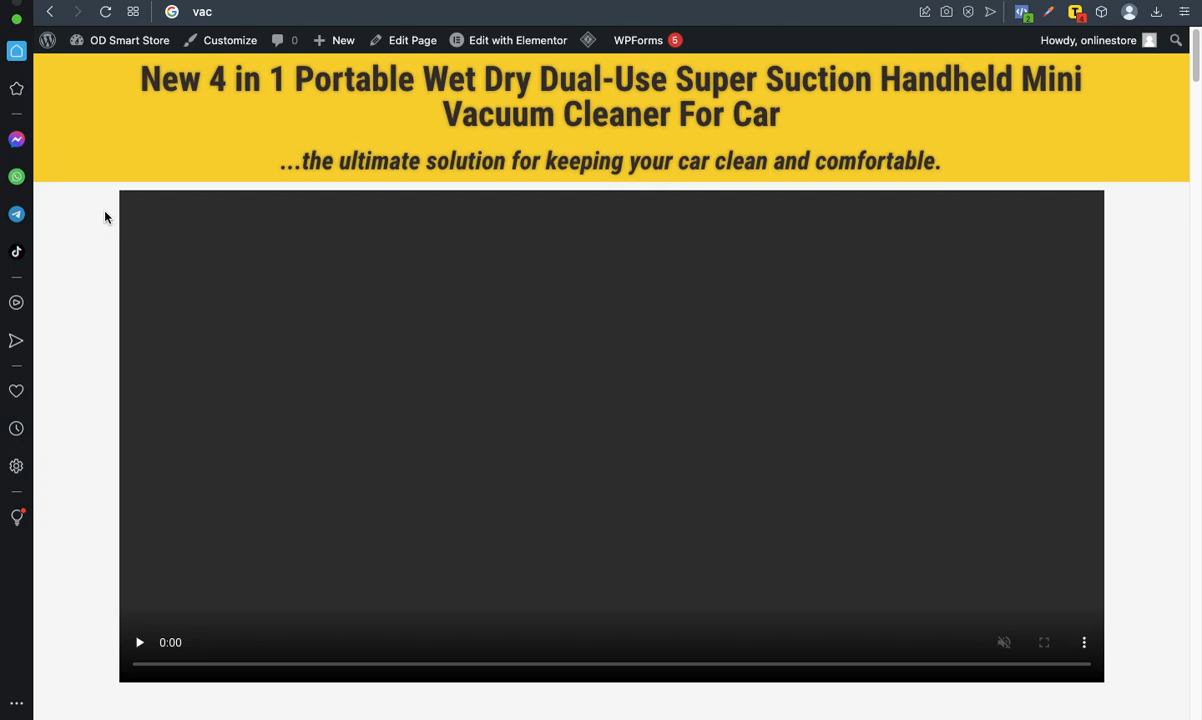 vac
2
4
OD Smart Store
Customize
0
New
Edit Page
Edit with Elementor
WPForms 5
Howdy, onlinestore
New 4 in 1 Portable Wet Dry Dual-Use Super Suction Handheld Mini
Vacuum Cleaner For Car
...the ultimate solution for keeping your car clean and comfortable.
0:00